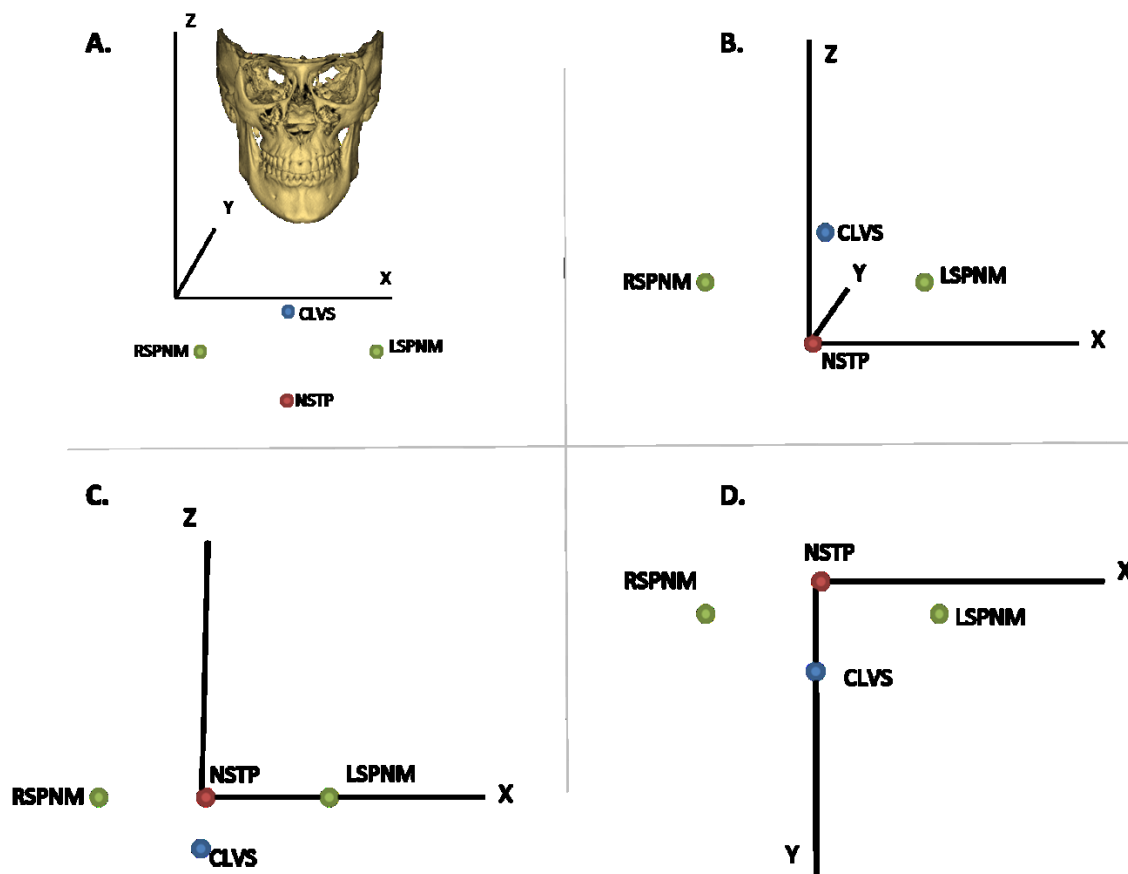 A.
Z
Y
X
CLVS
RSPNM
LSPNM
NSTP
B.
Z
CLVS
Y
RSPNM
LSPNM
X
NSTP
C.
Z
NSTP
LSPNM
RSPNM
X
CLVS
D.
NSTP
X
RSPNM
LSPNM
CLVS
Y